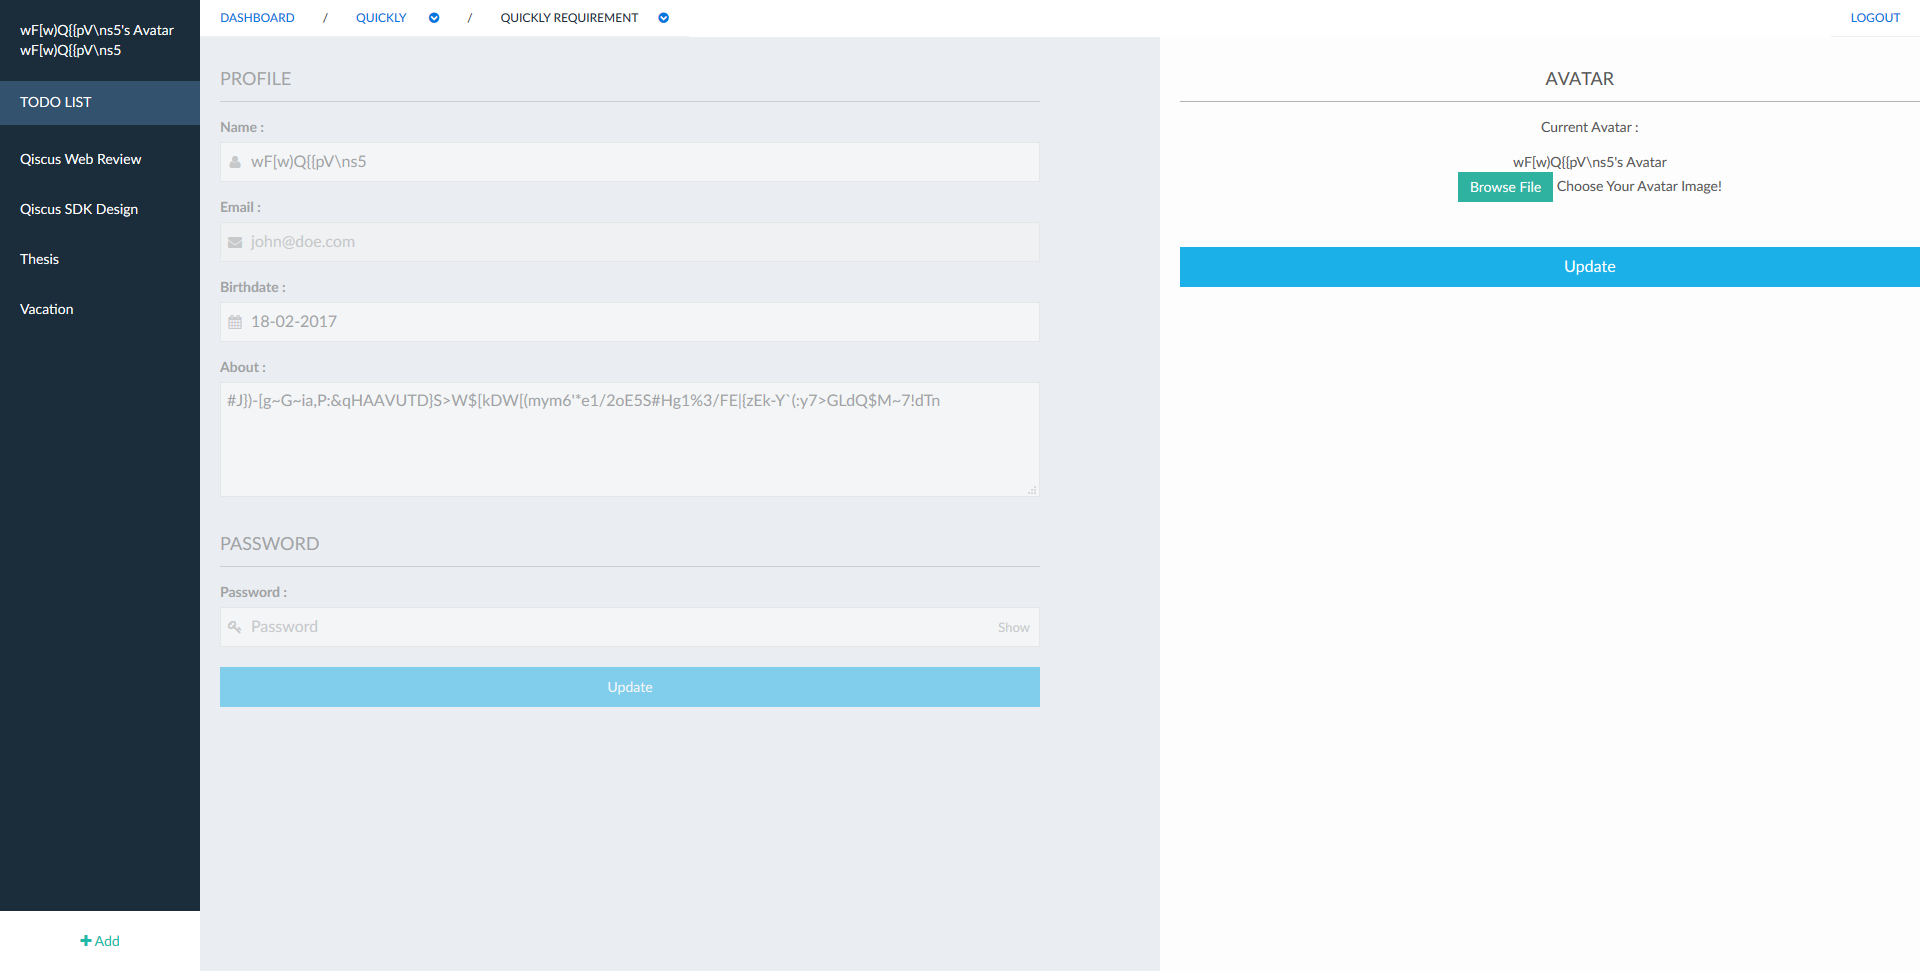 wF[w)Q{{pV\ns5's Avatar
wF[w)Q{{pV\ns5
TODO LIST
Qiscus Web Review
Qiscus SDK Design
Thesis
Vacation
Add
DASHBOARD / QUICKLY / QUICKLY REQUIREMENT
LOGOUT
PROFILE
Name :
wF[w)Q{{pV\ns5
Email :
john@doe.com
Birthdate :
18-02-2017
About :
#J})-[g~G~ia,P:&qHAAVUTD}S>W$[kDW[(mym6'*e1/2oE5S#Hg1%3/FE|{zEk-Y`(:y7>GLdQ$M~7!dTn
PASSWORD
Password :
Password
Show
Update
AVATAR
Current Avatar :
wF[w)Q{{pV\ns5's Avatar
Browse File Choose Your Avatar Image!
Update